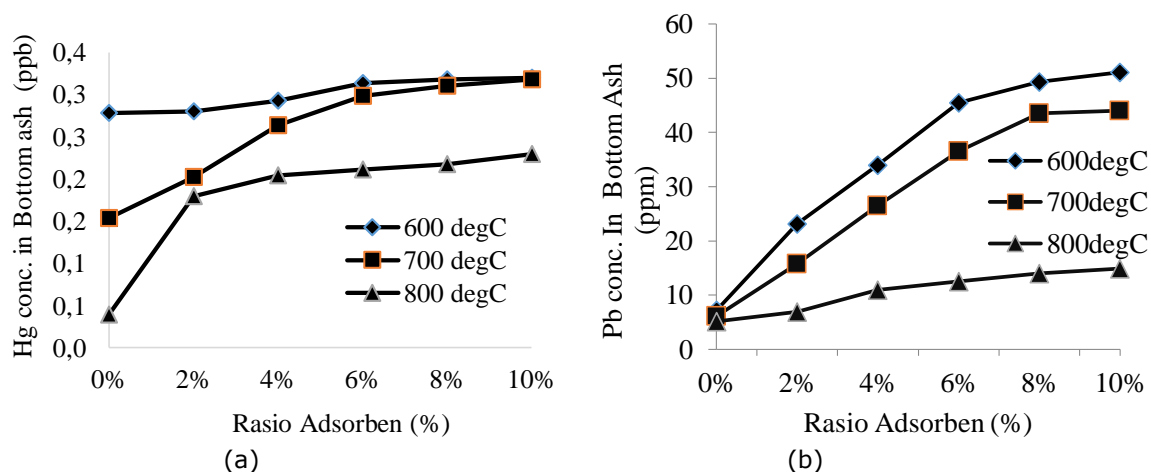 Hg conc. in Bottom ash (ppb)
0,4
0,3
0,3
0,2
0,2
0,1
0,1
0,0
0%
2%
4%
6%
8%
10%
Rasio Adsorben (%)
600 degC
700 degC
800 degC
(a)
Pb conc. In Bottom Ash
(ppm)
60
50
40
30
20
10
0
0%
2%
4%
6%
8%
10%
Rasio Adsorben (%)
600degC
700degC
800degC
(b)